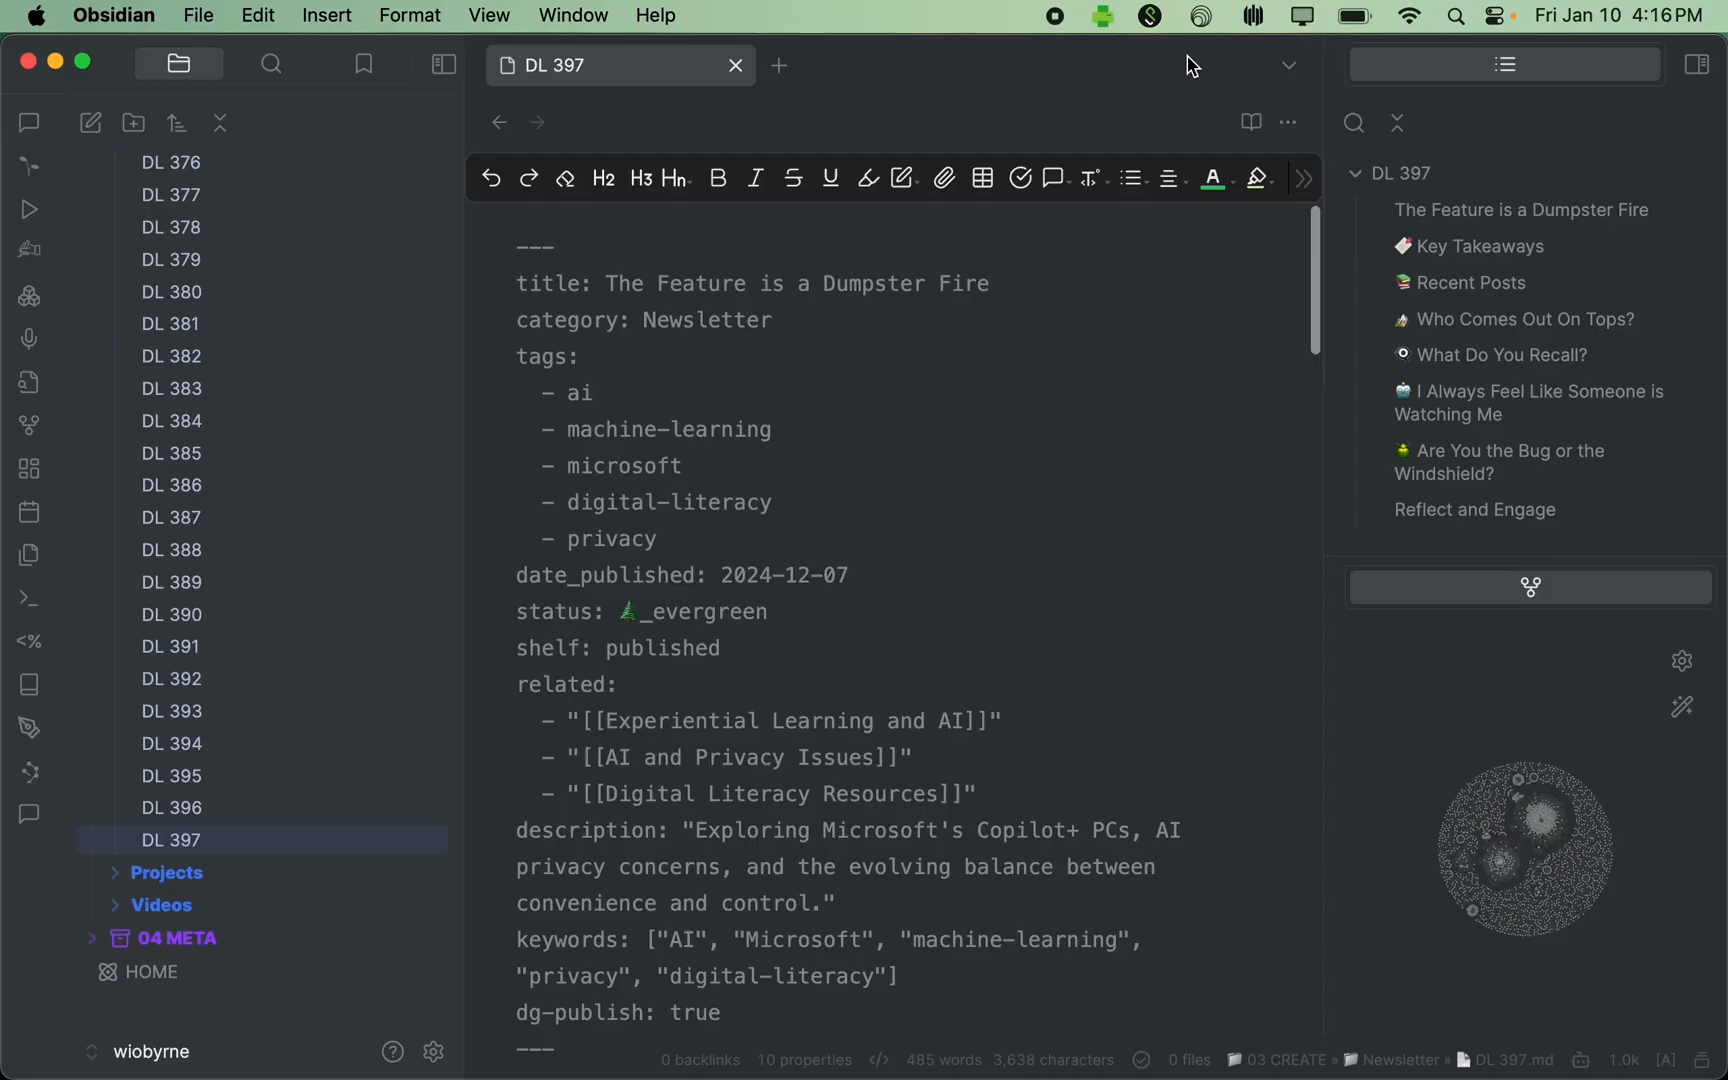 Obsidian File Edit Insert Format View Window Help Fri Jan 10 4:16 PM
DL 397
DL 376
DL 377
DL 378
DL 379
DL 380
DL 381
DL 382
DL 383
DL 384
DL 385
DL 386
DL 387
DL 388
DL 389
DL 390
DL 391
DL 392
DL 393
DL 394
DL 395
DL 396
DL 397
Projects
Videos
04 META
HOME
wiobyrne
H2 H3 Hn B I S U A
---
title: The Feature is a Dumpster Fire
category: Newsletter
tags:
- ai
- machine-learning
- microsoft
- digital-literacy
- privacy
date_published: 2024-12-07
status: 🌲_evergreen
shelf: published
related:
- "[[Experiential Learning and AI]]"
- "[[AI and Privacy Issues]]"
- "[[Digital Literacy Resources]]"
description: "Exploring Microsoft's Copilot+ PCs, AI
privacy concerns, and the evolving balance between
convenience and control."
keywords: ["AI", "Microsoft", "machine-learning",
"privacy", "digital-literacy"]
dg-publish: true
---
0 backlinks 10 properties </> 485 words 3,638 characters 0 files 03 CREATE » Newsletter » DL 397.md 1.0k [A]
DL 397
The Feature is a Dumpster Fire
Key Takeaways
Recent Posts
Who Comes Out On Tops?
What Do You Recall?
I Always Feel Like Someone is
Watching Me
Are You the Bug or the
Windshield?
Reflect and Engage